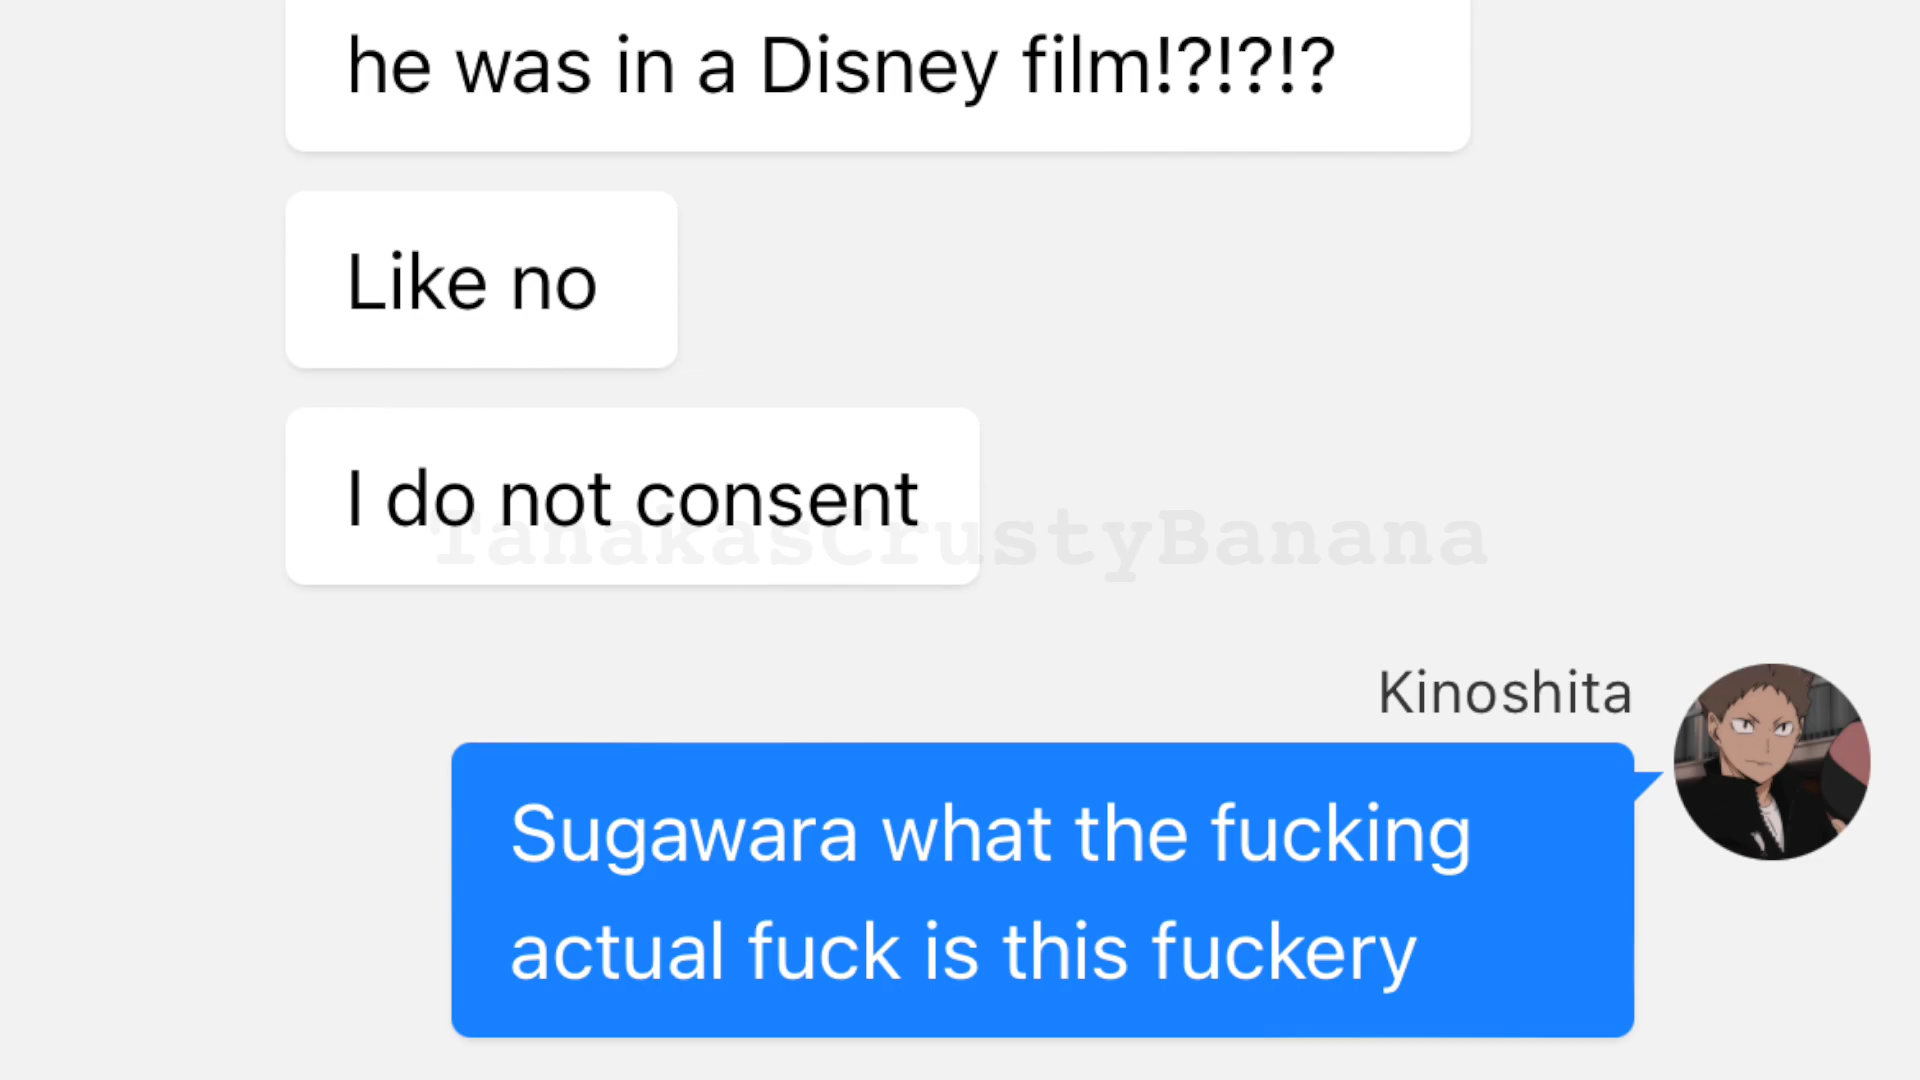 he was in a Disney film!?!?!?
Like no
I do not consent
TanakasCrustyBanana
Kinoshita
Sugawara what the fucking
actual fuck is this fuckery